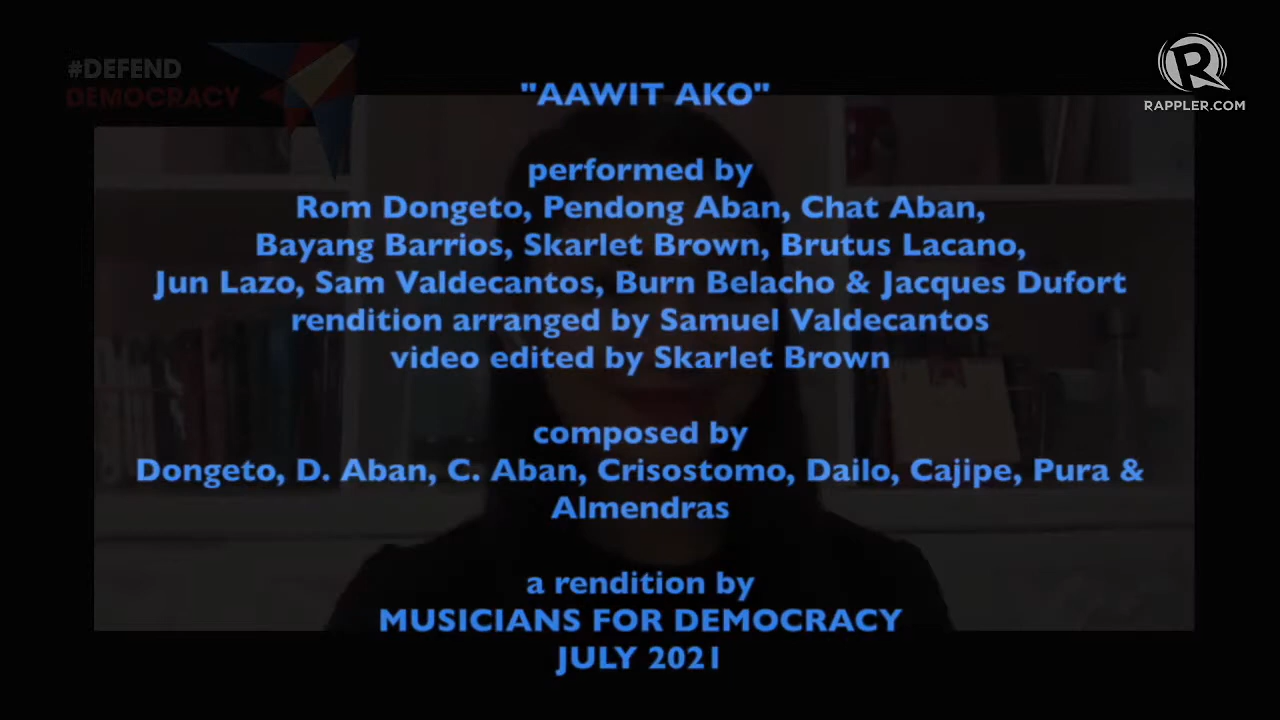 #DEFEND
DEMOCRACY
RAPPLER.COM
"AAWIT AKO"
performed by
Rom Dongeto, Pendong Aban, Chat Aban,
Bayang Barrios, Skarlet Brown, Brutus Lacano,
Jun Lazo, Sam Valdecantos, Burn Belacho & Jacques Dufort
rendition arranged by Samuel Valdecantos
video edited by Skarlet Brown
composed by
Dongeto, D. Aban, C. Aban, Crisostomo, Dailo, Cajipe, Pura &
Almendras
a rendition by
MUSICIANS FOR DEMOCRACY
JULY 2021